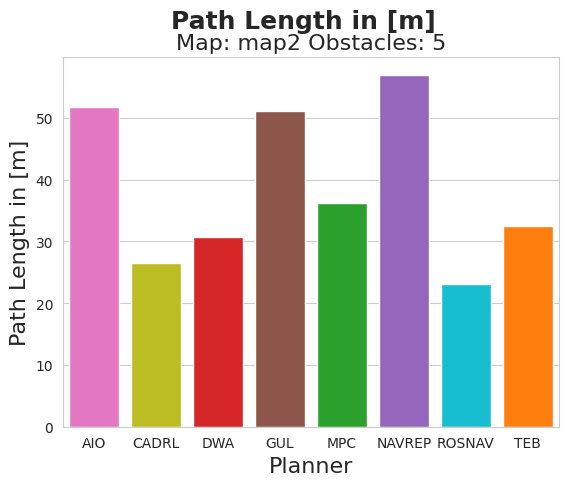 Path Length in [m]
Map: map2 Obstacles: 5
Path Length in [m]
50
40
30
20
10
0
AIO CADRL DWA GUL MPC NAVREP ROSNAV TEB
Planner